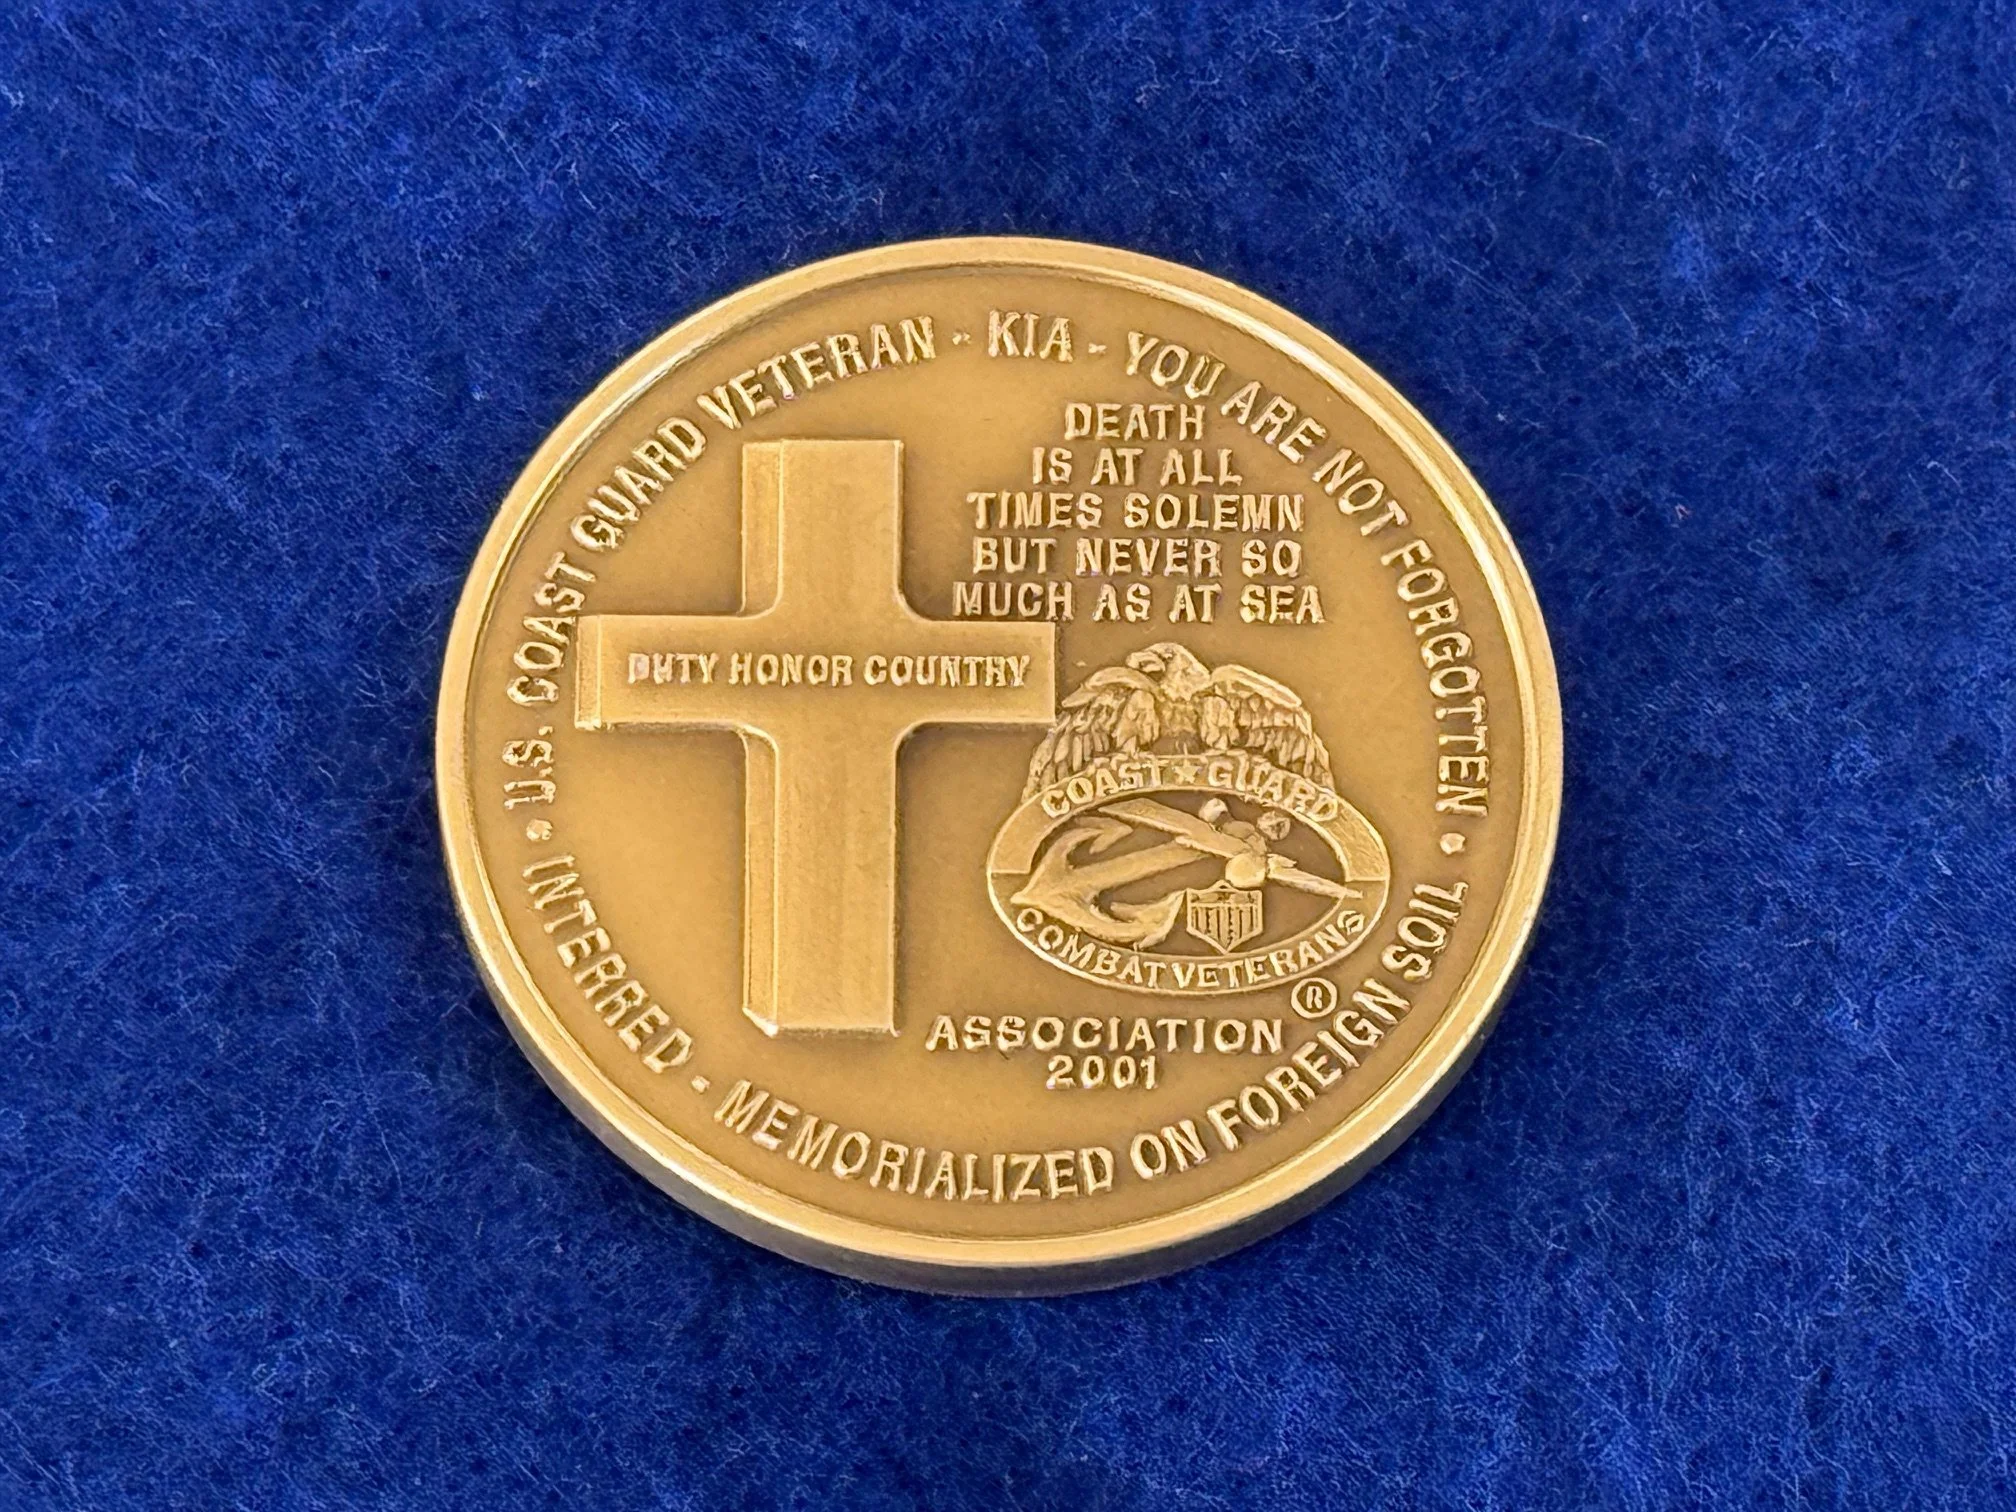 • U.S. COAST GUARD VETERAN - KIA - YOU ARE NOT FORGOTTEN •
DEATH
IS AT ALL
TIMES SOLEMN
BUT NEVER SO
MUCH AS AT SEA
DUTY HONOR COUNTRY
COAST ★ GUARD
COMBAT VETERANS
®
ASSOCIATION
2001
INTERRED - MEMORIALIZED ON FOREIGN SOIL